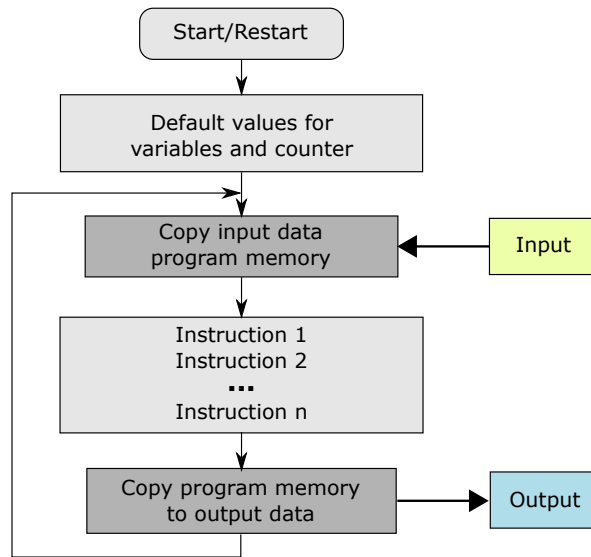 Start/Restart
Default values for
variables and counter
Copy input data
program memory
Input
Instruction 1
Instruction 2
...
Instruction n
Copy program memory
to output data
Output